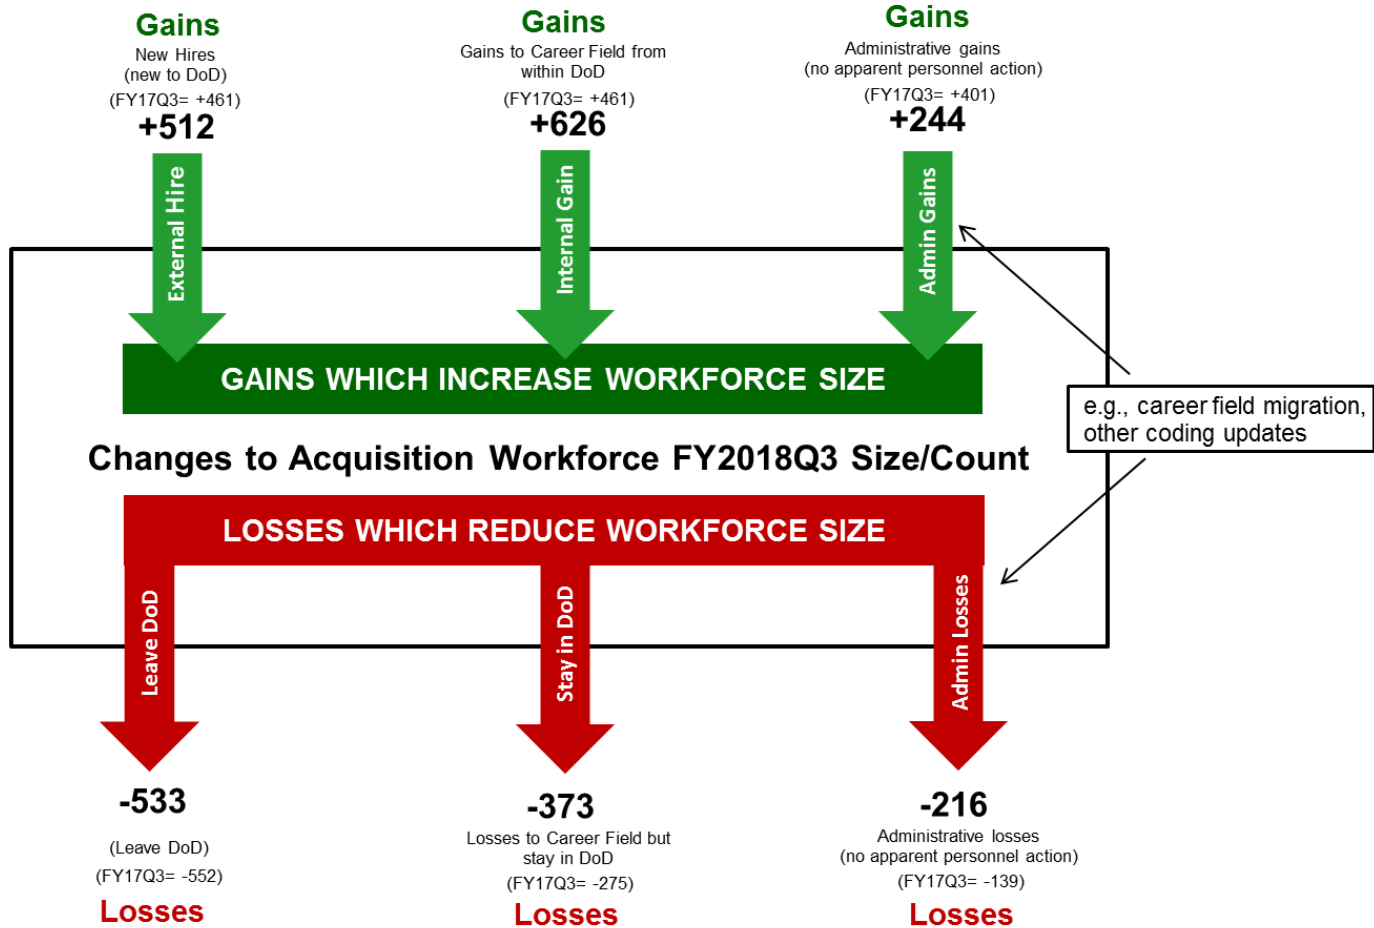 Gains
New Hires
(new to DoD)
(FY17Q3= +461)
+512
Gains
Gains to Career Field from
within DoD
(FY17Q3= +461)
+626
Gains
Administrative gains
(no apparent personnel action)
(FY17Q3= +401)
+244
External Hire
Internal Gain
Admin Gains
GAINS WHICH INCREASE WORKFORCE SIZE
e.g., career field migration,
other coding updates
Changes to Acquisition Workforce FY2018Q3 Size/Count
LOSSES WHICH REDUCE WORKFORCE SIZE
Leave DoD
Stay in DoD
Admin Losses
-533
(Leave DoD)
(FY17Q3= -552)
Losses
-373
Losses to Career Field but
stay in DoD
(FY17Q3= -275)
Losses
-216
Administrative losses
(no apparent personnel action)
(FY17Q3= -139)
Losses